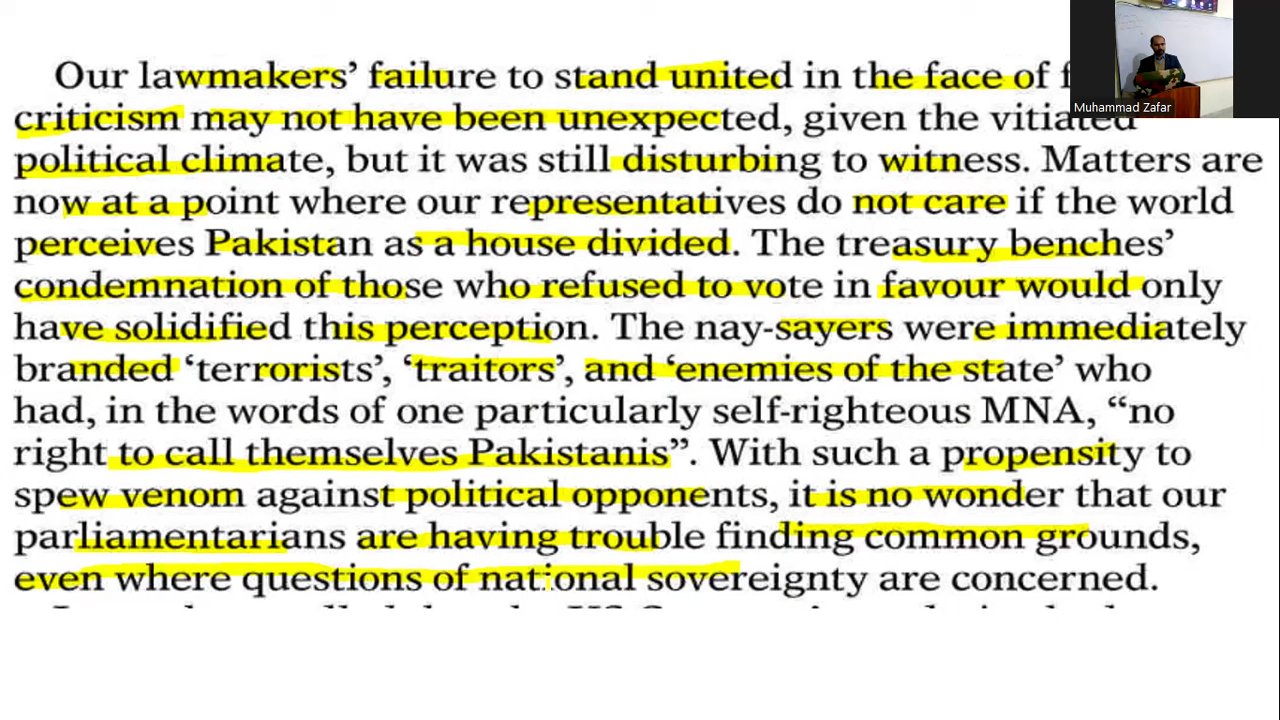 Our lawmakers’ failure to stand united in the face of
criticism may not have been unexpected, given the vitiated
political climate, but it was still disturbing to witness. Matters are
now at a point where our representatives do not care if the world
perceives Pakistan as a house divided. The treasury benches’
condemnation of those who refused to vote in favour would only
have solidified this perception. The nay-sayers were immediately
branded ‘terrorists’, ‘traitors’, and ‘enemies of the state’ who
had, in the words of one particularly self-righteous MNA, “no
right to call themselves Pakistanis”. With such a propensity to
spew venom against political opponents, it is no wonder that our
parliamentarians are having trouble finding common grounds,
even where questions of national sovereignty are concerned.
Muhammad Zafar